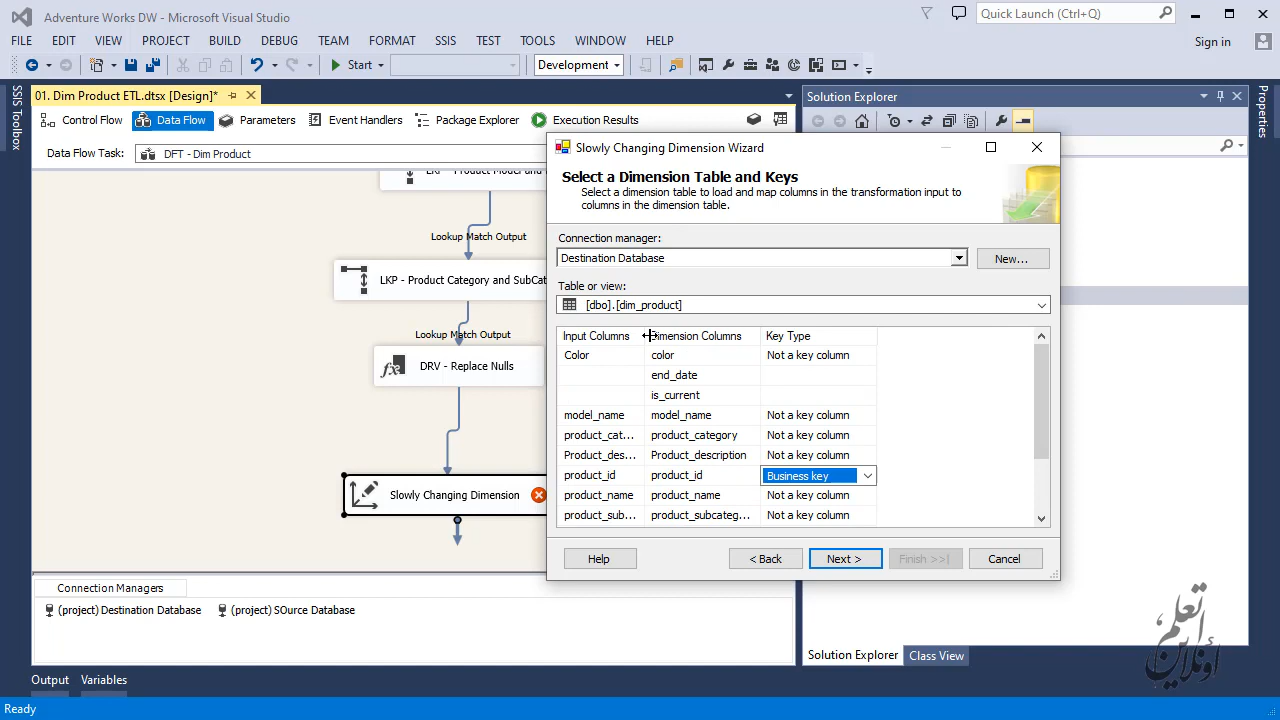 Adventure Works DW - Microsoft Visual Studio
Quick Launch (Ctrl+Q)
FILE EDIT VIEW PROJECT BUILD DEBUG TEAM FORMAT SSIS TEST TOOLS WINDOW HELP
Sign in
Start
Development
SSIS Toolbox
01. Dim Product ETL.dtsx [Design]*
Solution Explorer
Properties
Control Flow Data Flow Parameters Event Handlers Package Explorer Execution Results
Data Flow Task: DFT - Dim Product
LKP - Product Model and
Lookup Match Output
LKP - Product Category and SubCat
Lookup Match Output
DRV - Replace Nulls
Slowly Changing Dimension
Slowly Changing Dimension Wizard
Select a Dimension Table and Keys
Select a dimension table to load and map columns in the transformation input to
columns in the dimension table.
Connection manager:
Destination Database
New...
Table or view:
[dbo].[dim_product]
Input Columns Dimension Columns Key Type
Color color Not a key column
end_date
is_current
model_name model_name Not a key column
product_cat... product_category Not a key column
Product_des... Product_description Not a key column
product_id product_id Business key
product_name product_name Not a key column
product_sub... product_subcateg... Not a key column
Help < Back Next > Finish >>| Cancel
Connection Managers
(project) Destination Database (project) SOurce Database
Solution Explorer Class View
اتعلم
أونلاين
Output Variables
Ready